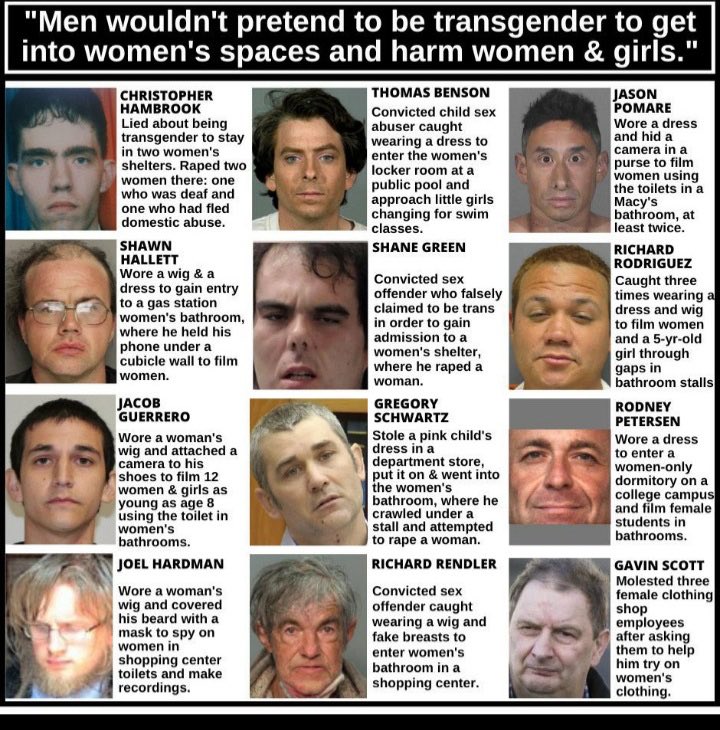 "Men wouldn't pretend to be transgender to get
into women's spaces and harm women & girls."
CHRISTOPHER
HAMBROOK
Lied about being
transgender to stay
in two women's
shelters. Raped two
women there: one
who was deaf and
one who had fled
domestic abuse.
THOMAS BENSON
Convicted child sex
abuser caught
wearing a dress to
enter the women's
locker room at a
public pool and
approach little girls
changing for swim
classes.
JASON
POMARE
Wore a dress
and hid a
camera in a
purse to film
women using
the toilets in a
Macy's
bathroom, at
least twice.
SHAWN
HALLETT
Wore a wig & a
dress to gain entry
to a gas station
women's bathroom,
where he held his
phone under a
cubicle wall to film
women.
SHANE GREEN
Convicted sex
offender who falsely
claimed to be trans
in order to gain
admission to a
women's shelter,
where he raped a
woman.
RICHARD
RODRIGUEZ
Caught three
times wearing a
dress and wig
to film women
and a 5-yr-old
girl through
gaps in
bathroom stalls
JACOB
GUERRERO
Wore a woman's
wig and attached a
camera to his
shoes to film 12
women & girls as
young as age 8
using the toilet in
women's
bathrooms.
GREGORY
SCHWARTZ
Stole a pink child's
dress in a
department store,
put it on & went into
the women's
bathroom, where he
crawled under a
stall and attempted
to rape a woman.
RODNEY
PETERSEN
Wore a dress
to enter a
women-only
dormitory on a
college campus
and film female
students in
bathrooms.
JOEL HARDMAN
Wore a woman's
wig and covered
his beard with a
mask to spy on
women in
shopping center
toilets and make
recordings.
RICHARD RENDLER
Convicted sex
offender caught
wearing a wig and
fake breasts to
enter women's
bathroom in a
shopping center.
GAVIN SCOTT
Molested three
female clothing
shop
employees
after asking
them to help
him try on
women's
clothing.